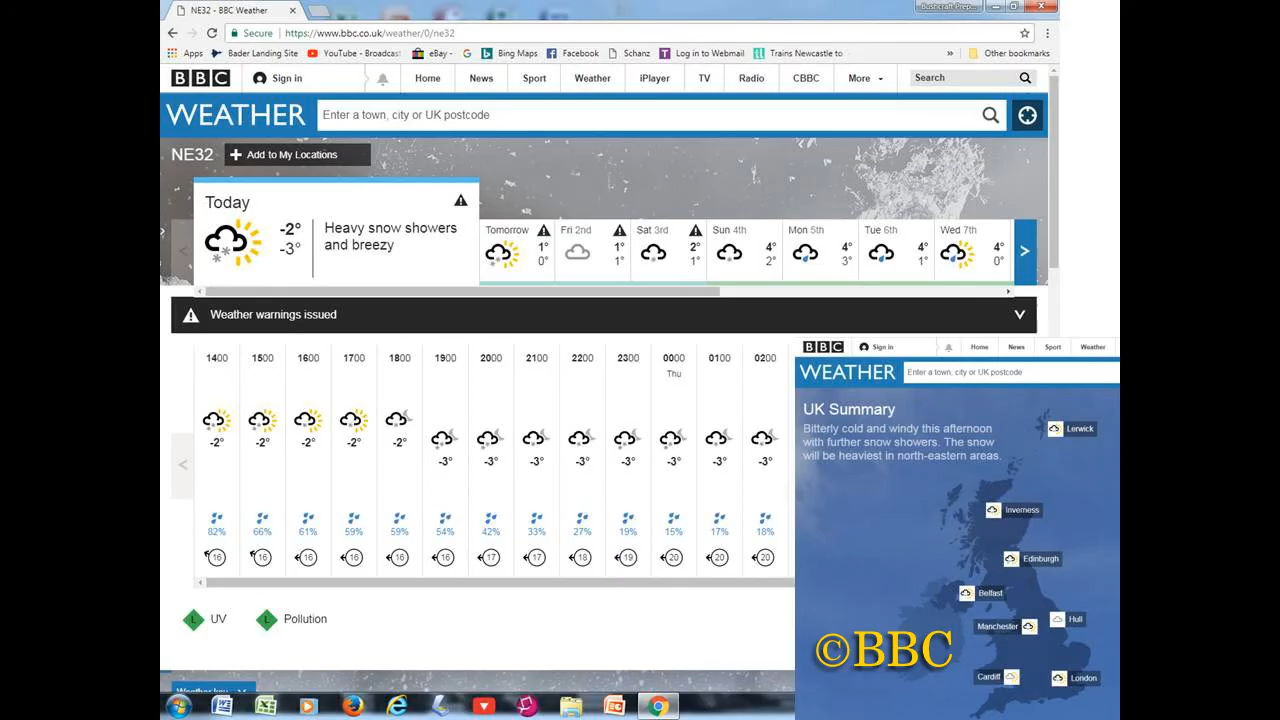 NE32 - BBC Weather
Bushcraft Prep...
Secure https://www.bbc.co.uk/weather/0/ne32
Apps Bader Landing Site YouTube - Broadcast eBay - Bing Maps Facebook Schanz Log in to Webmail Trains Newcastle to » Other bookmarks
BBC Sign in Home News Sport Weather iPlayer TV Radio CBBC More Search
WEATHER Enter a town, city or UK postcode
NE32 + Add to My Locations
Today
-2°
-3°
Heavy snow showers
and breezy
Tomorrow Fri 2nd Sat 3rd Sun 4th Mon 5th Tue 6th Wed 7th
1° 1° 2° 4° 4° 4° 4°
0° 1° 1° 2° 3° 1° 0°
Weather warnings issued
1400 1500 1600 1700 1800 1900 2000 2100 2200 2300 0000 0100 0200
Thu
-2° -2° -2° -2° -2° -3° -3° -3° -3° -3° -3° -3° -3°
82% 66% 61% 59% 59% 54% 42% 33% 27% 19% 15% 17% 18%
16 16 16 16 16 16 17 17 18 19 20 20 20
L UV L Pollution
BBC Sign in Home News Sport Weather
WEATHER Enter a town, city or UK postcode
UK Summary
Bitterly cold and windy this afternoon
with further snow showers. The snow
will be heaviest in north-eastern areas.
Lerwick
Inverness
Edinburgh
Belfast
Hull
Manchester
Cardiff
London
©BBC